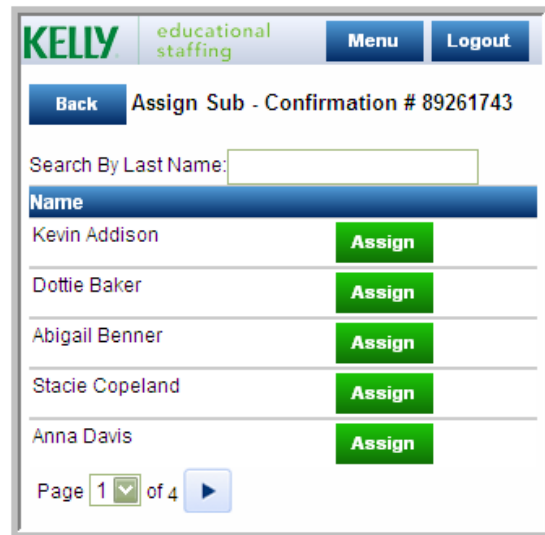 KELLY educational staffing Menu Logout
Back Assign Sub - Confirmation # 89261743
Search By Last Name:
Name
Kevin Addison Assign
Dottie Baker Assign
Abigail Benner Assign
Stacie Copeland Assign
Anna Davis Assign
Page 1 of 4